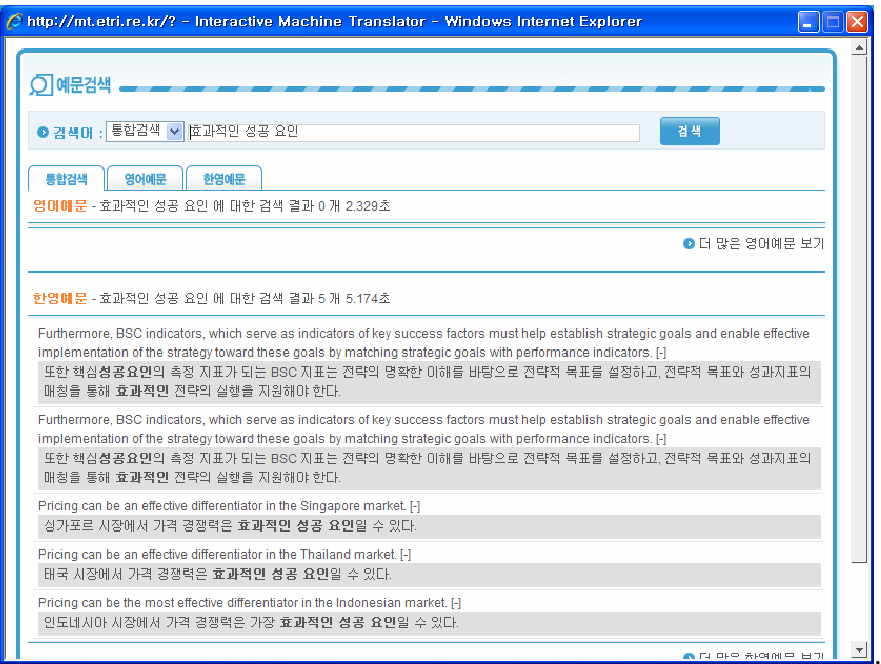 http://mt.etri.re.kr/? - Interactive Machine Translator - Windows Internet Explorer
예문검색
검색어 : 통합검색 효과적인 성공 요인 검색
통합검색 영어예문 한영예문
영어예문 - 효과적인 성공 요인 에 대한 검색 결과 0 개 2.329초
더 많은 영어예문 보기
한영예문 - 효과적인 성공 요인 에 대한 검색 결과 5 개 5.174초
Furthermore, BSC indicators, which serve as indicators of key success factors must help establish strategic goals and enable effective
implementation of the strategy toward these goals by matching strategic goals with performance indicators. [-]
또한 핵심성공요인의 측정 지표가 되는 BSC 지표는 전략의 명확한 이해를 바탕으로 전략적 목표를 설정하고, 전략적 목표와 성과지표의
매칭을 통해 효과적인 전략의 실행을 지원해야 한다.
Furthermore, BSC indicators, which serve as indicators of key success factors must help establish strategic goals and enable effective
implementation of the strategy toward these goals by matching strategic goals with performance indicators. [-]
또한 핵심성공요인의 측정 지표가 되는 BSC 지표는 전략의 명확한 이해를 바탕으로 전략적 목표를 설정하고, 전략적 목표와 성과지표의
매칭을 통해 효과적인 전략의 실행을 지원해야 한다.
Pricing can be an effective differentiator in the Singapore market. [-]
싱가포르 시장에서 가격 경쟁력은 효과적인 성공 요인일 수 있다.
Pricing can be an effective differentiator in the Thailand market. [-]
태국 시장에서 가격 경쟁력은 효과적인 성공 요인일 수 있다.
Pricing can be the most effective differentiator in the Indonesian market. [-]
인도네시아 시장에서 가격 경쟁력은 가장 효과적인 성공 요인일 수 있다.
더 많은 한영예문 보기